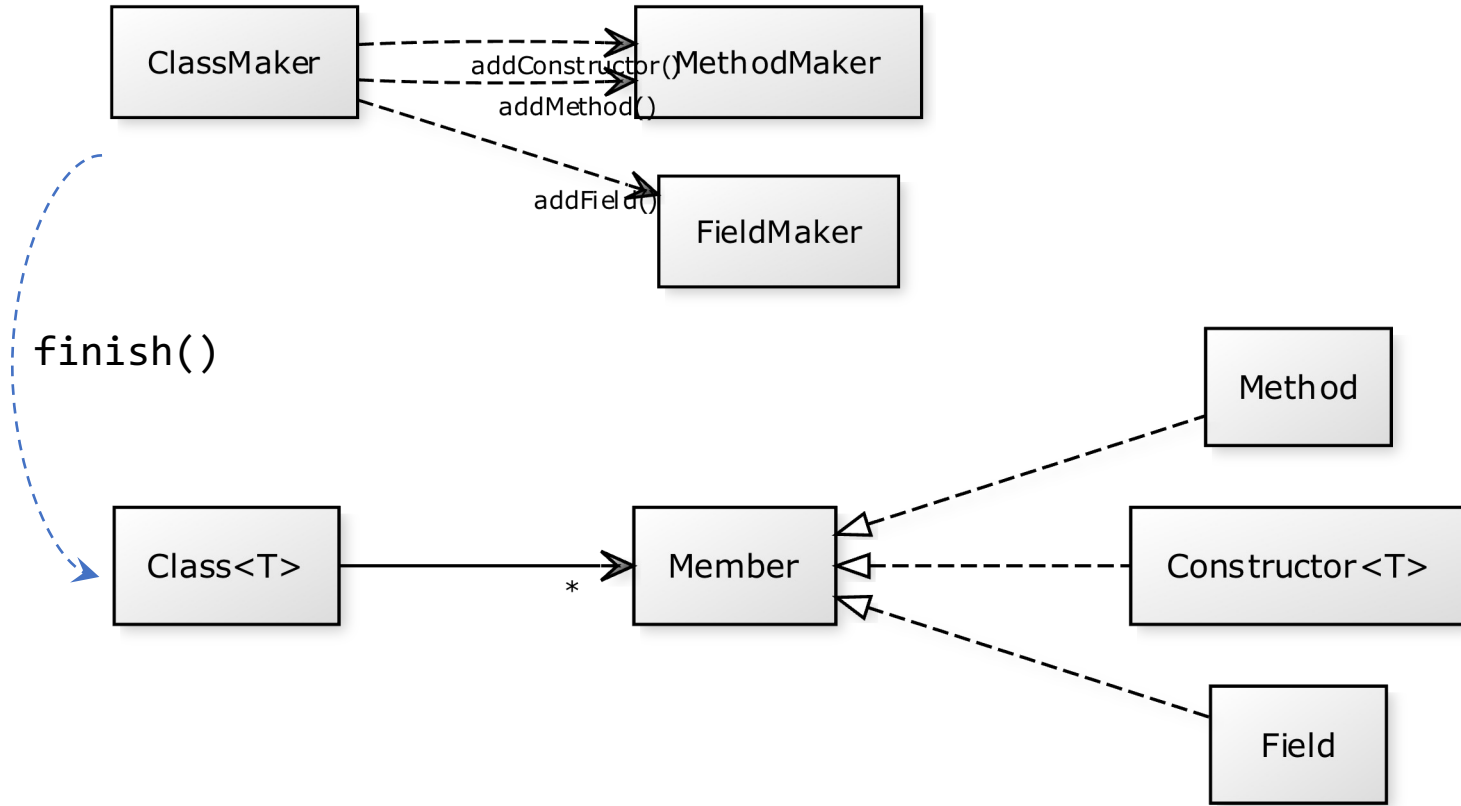 ClassMaker
addConstructor()
MethodMaker
addMethod()
addField()
FieldMaker
finish()
Method
Class<T>
*
Member
Constructor<T>
Field